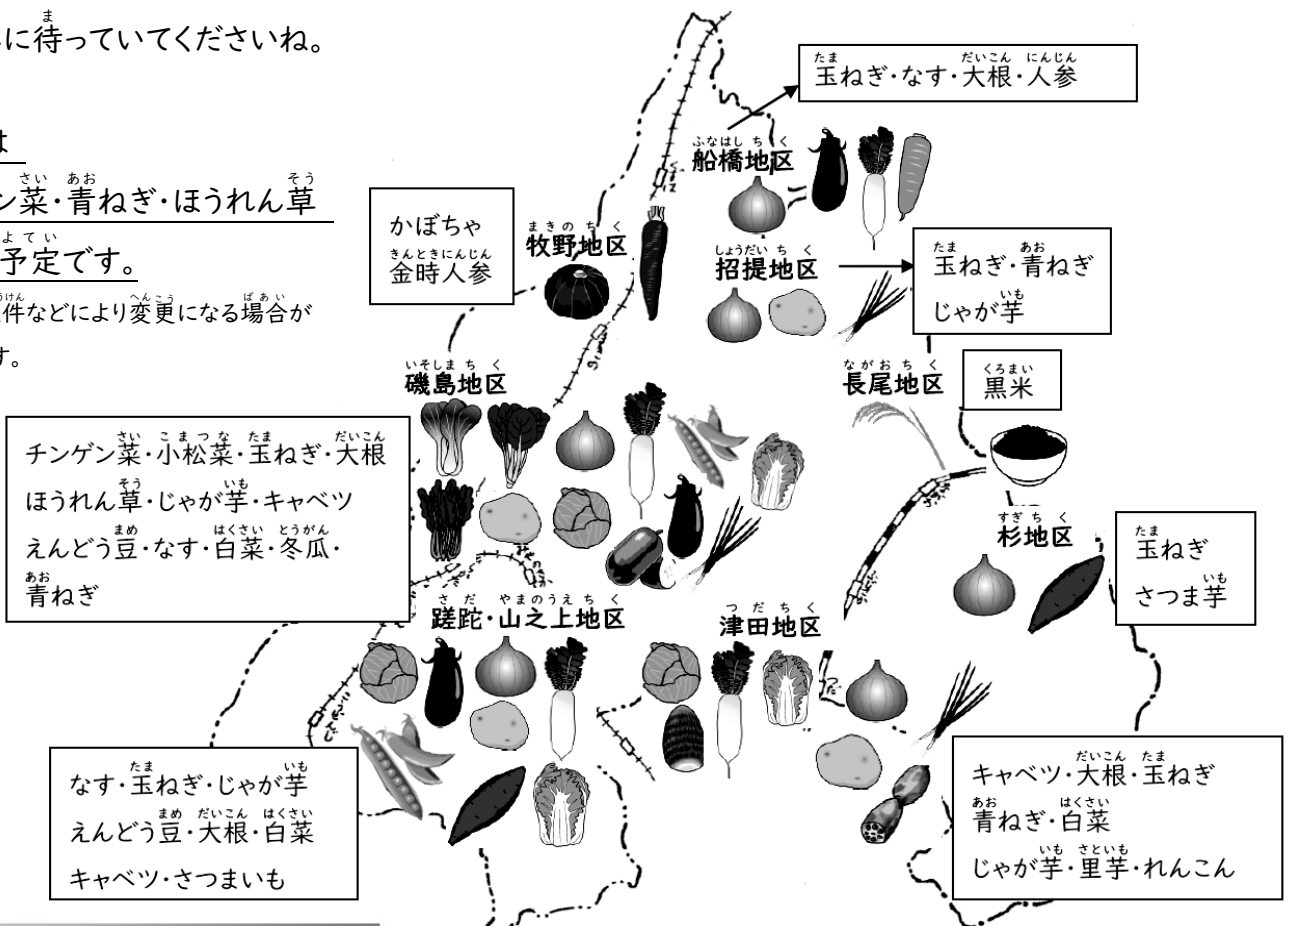 に待っていてくださいね。
は
ン菜・青ねぎ・ほうれん草
予定です。
件などにより変更になる場合が
す。
玉ねぎ・なす・大根・人参
船橋地区
かぼちゃ
金時人参
牧野地区
招提地区
玉ねぎ・青ねぎ
じゃが芋
磯島地区
長尾地区
黒米
チンゲン菜・小松菜・玉ねぎ・大根
ほうれん草・じゃが芋・キャベツ
えんどう豆・なす・白菜・冬瓜・
青ねぎ
杉地区
玉ねぎ
さつま芋
蹉跎・山之上地区
津田地区
つだ
こうぜんじ
なす・玉ねぎ・じゃが芋
えんどう豆・大根・白菜
キャベツ・さつまいも
キャベツ・大根・玉ねぎ
青ねぎ・白菜
じゃが芋・里芋・れんこん